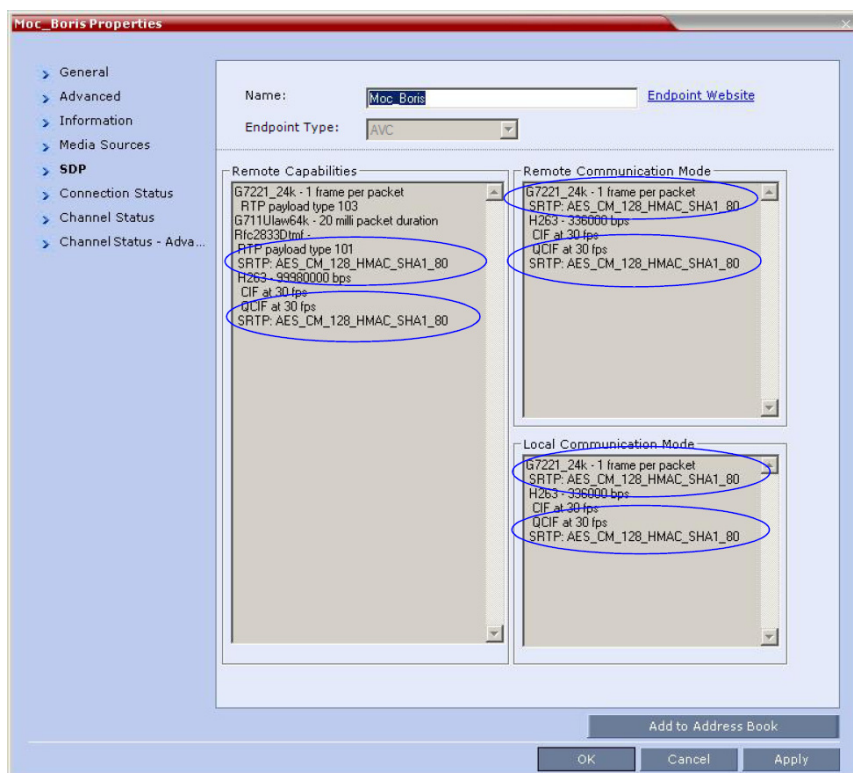 Moc_Boris Properties
General
Advanced
Information
Media Sources
SDP
Connection Status
Channel Status
Channel Status - Adva...
Name:
Moc_Boris
Endpoint Website
Endpoint Type:
AVC
Remote Capabilities
G7221_24k - 1 frame per packet
RTP payload type 103
G711Ulaw64k - 20 milli packet duration
Rfc2833Dtmf -
RTP payload type 101
SRTP: AES_CM_128_HMAC_SHA1_80
H263 - 99980000 bps
CIF at 30 fps
QCIF at 30 fps
SRTP: AES_CM_128_HMAC_SHA1_80
Remote Communication Mode
G7221_24k - 1 frame per packet
SRTP: AES_CM_128_HMAC_SHA1_80
H263 - 336000 bps
CIF at 30 fps
QCIF at 30 fps
SRTP: AES_CM_128_HMAC_SHA1_80
Local Communication Mode
G7221_24k - 1 frame per packet
SRTP: AES_CM_128_HMAC_SHA1_80
H263 - 336000 bps
CIF at 30 fps
QCIF at 30 fps
SRTP: AES_CM_128_HMAC_SHA1_80
Add to Address Book
OK
Cancel
Apply